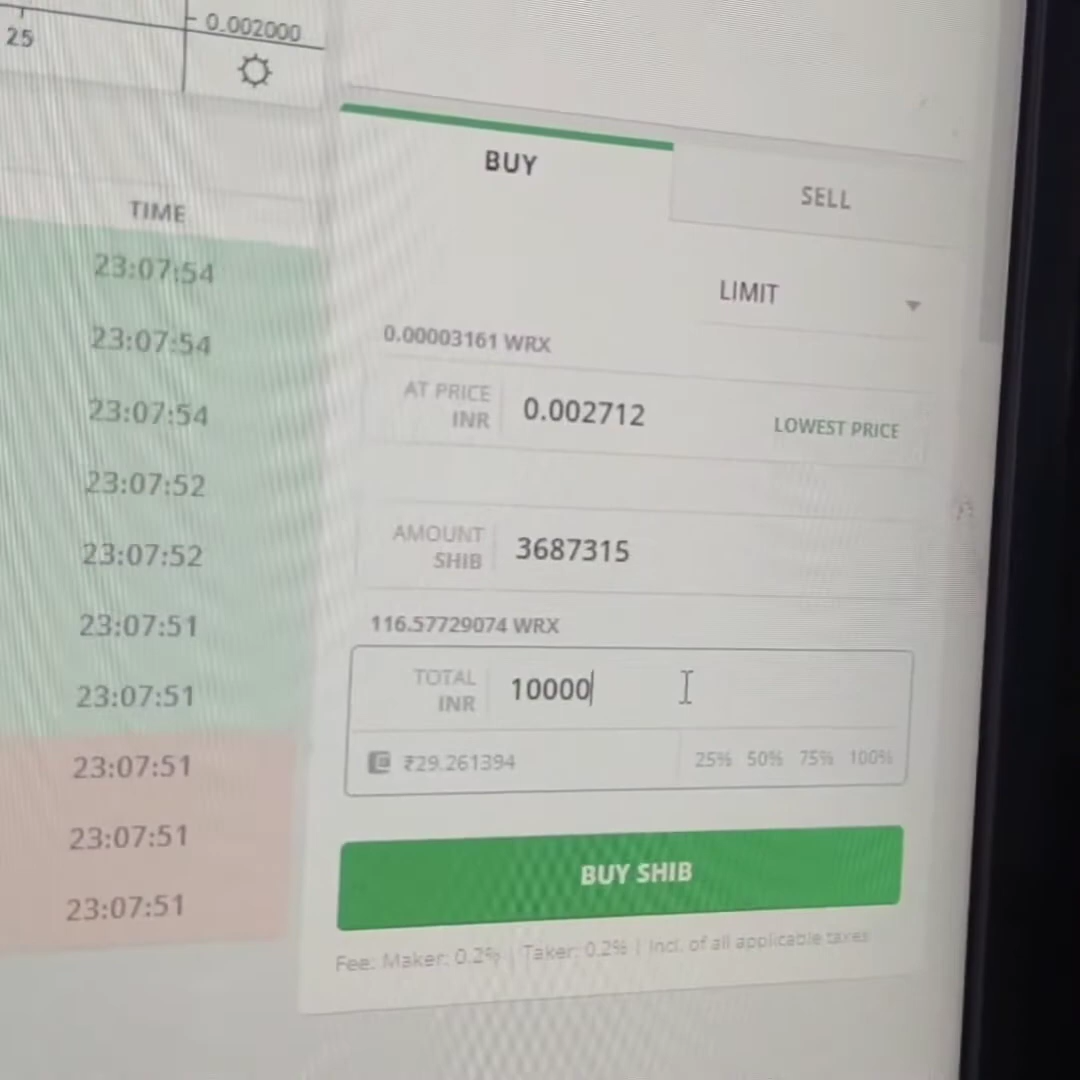 0.002000
25
TIME
23:07:54
23:07:54
23:07:54
23:07:52
23:07:52
23:07:51
23:07:51
23:07:51
23:07:51
23:07:51
BUY
SELL
LIMIT
0.00003161 WRX
AT PRICE
INR
0.002712
LOWEST PRICE
AMOUNT
SHIB
3687315
116.57729074 WRX
TOTAL
INR
10000
₹29.261394
25% 50% 75% 100%
BUY SHIB
Fee: Maker: 0.2% | Taker: 0.2% | Incl. of all applicable taxes